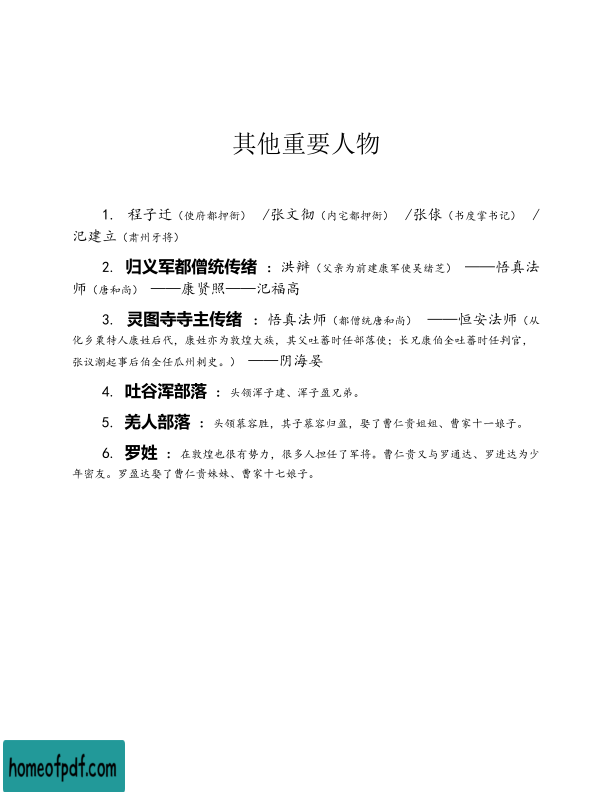 其他重要人物
1. 程子迁（使府都押衙） /张文彻（内宅都押衙） /张俅（书度掌书记） /
氾建立（肃州牙将）
2. 归义军都僧统传绪 ：洪辩（父亲为前建康军使吴绪芝） ——悟真法
师（唐和尚） ——康贤照——氾福高
3. 灵图寺寺主传绪 ：悟真法师（都僧统唐和尚） ——恒安法师（从
化乡粟特人康姓后代，康姓亦为敦煌大族，其父吐蕃时任部落使；长兄康伯全吐蕃时任判官，
张议潮起事后伯全任瓜州刺史。） ——阴海晏
4. 吐谷浑部落 ：头领浑子建、浑子盈兄弟。
5. 羌人部落 ：头领慕容胜，其子慕容归盈，娶了曹仁贵姐姐、曹家十一娘子。
6. 罗姓 ：在敦煌也很有势力，很多人担任了军将。曹仁贵又与罗通达、罗进达为少
年密友。罗盈达娶了曹仁贵妹妹、曹家十七娘子。
homeofpdf.com